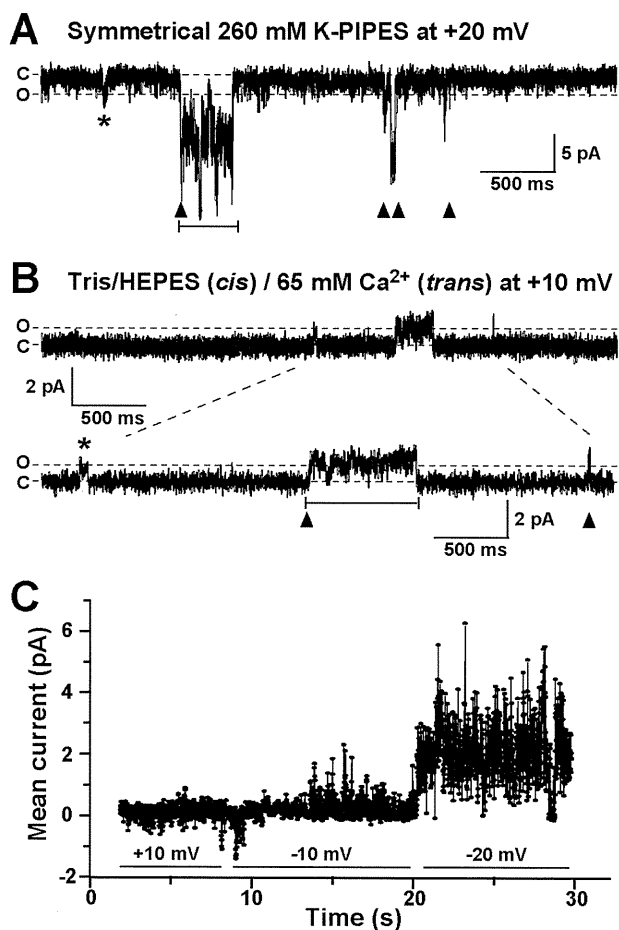 A Symmetrical 260 mM K-PIPES at +20 mV
C
O
*
5 pA
500 ms
B Tris/HEPES (cis) / 65 mM Ca²⁺ (trans) at +10 mV
O
C
2 pA
500 ms
*
O
C
2 pA
500 ms
C
6
4
2
0
-2
Mean current (pA)
+10 mV
-10 mV
-20 mV
0
10
20
30
Time (s)